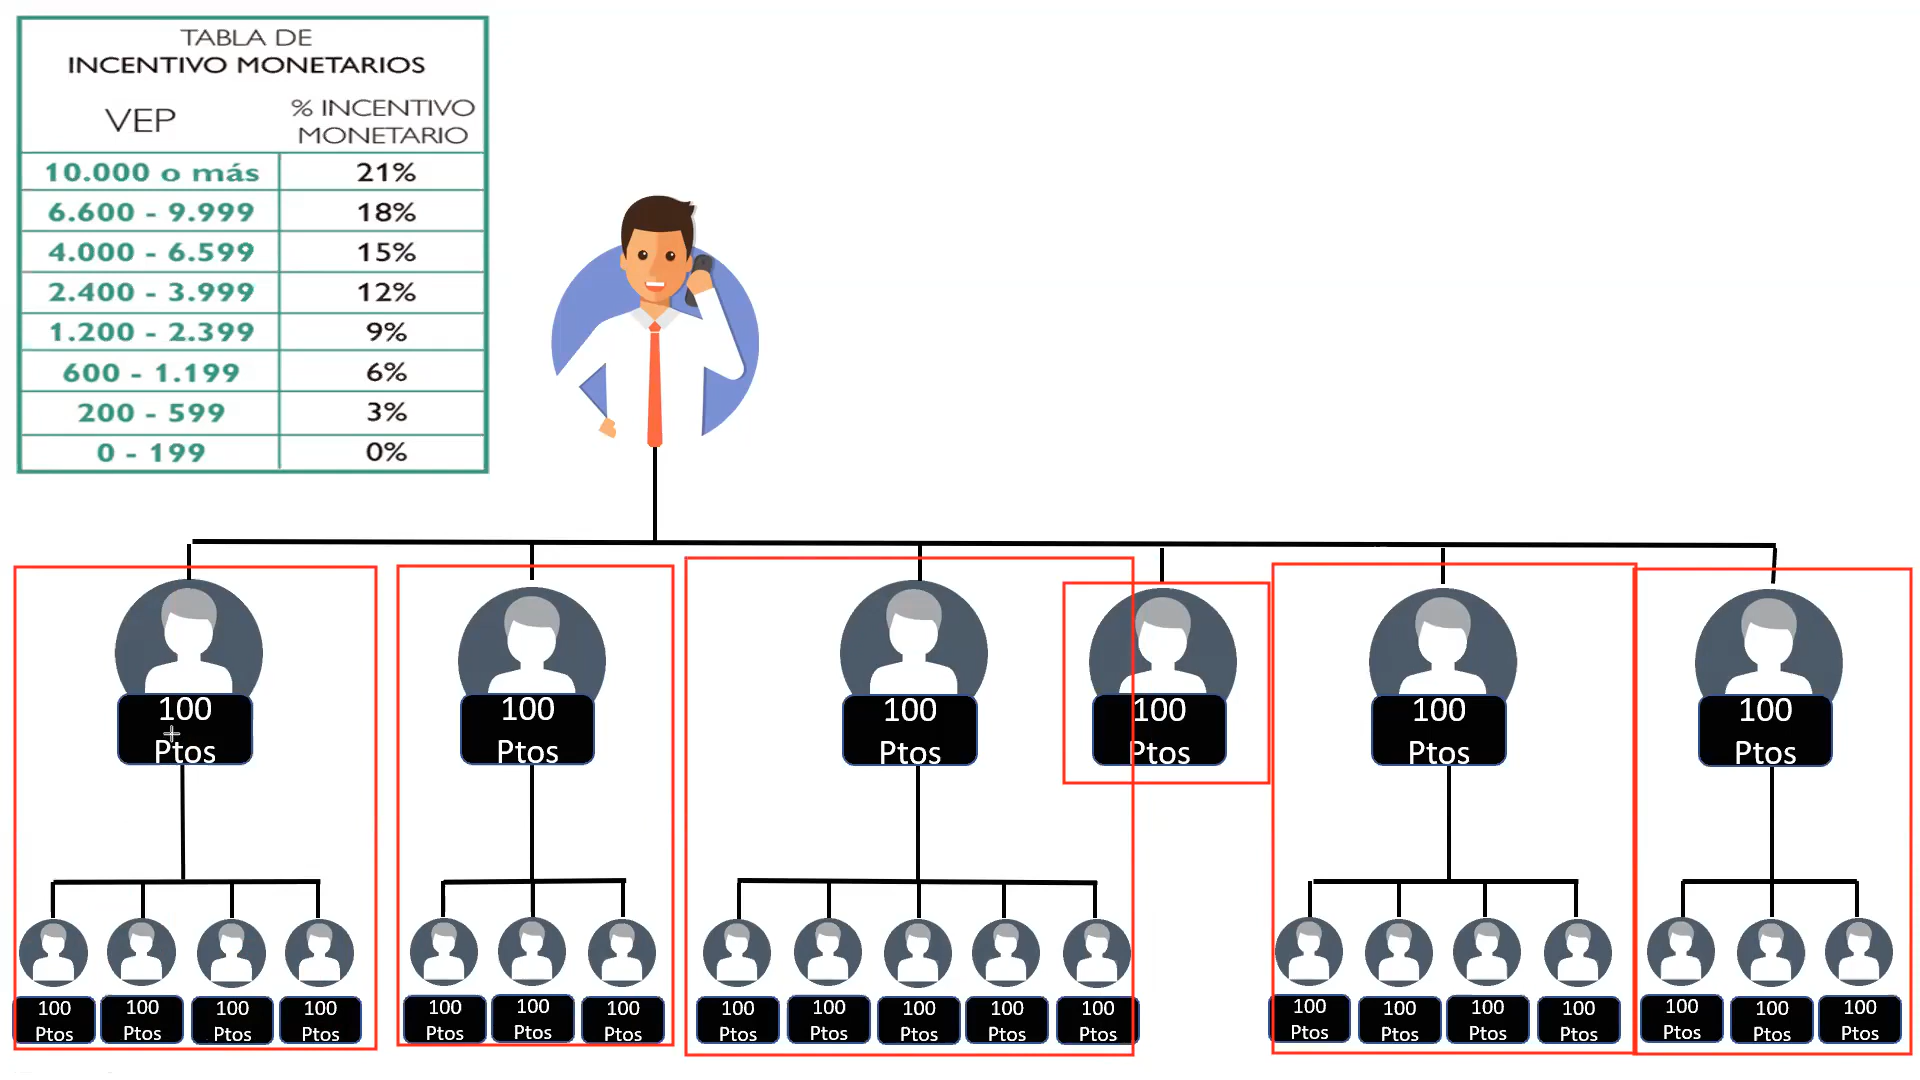 TABLA DE
INCENTIVO MONETARIOS
VEP
% INCENTIVO
MONETARIO
10.000 o más 21%
6.600 - 9.999 18%
4.000 - 6.599 15%
2.400 - 3.999 12%
1.200 - 2.399 9%
600 - 1.199 6%
200 - 599 3%
0 - 199 0%
100
Ptos
100
Ptos
100
Ptos
100
Ptos
100
Ptos
100
Ptos
100
Ptos
100
Ptos
100
Ptos
100
Ptos
100
Ptos
100
Ptos
100
Ptos
100
Ptos
100
Ptos
100
Ptos
100
Ptos
100
Ptos
100
Ptos
100
Ptos
100
Ptos
100
Ptos
100
Ptos
100
Ptos
100
Ptos